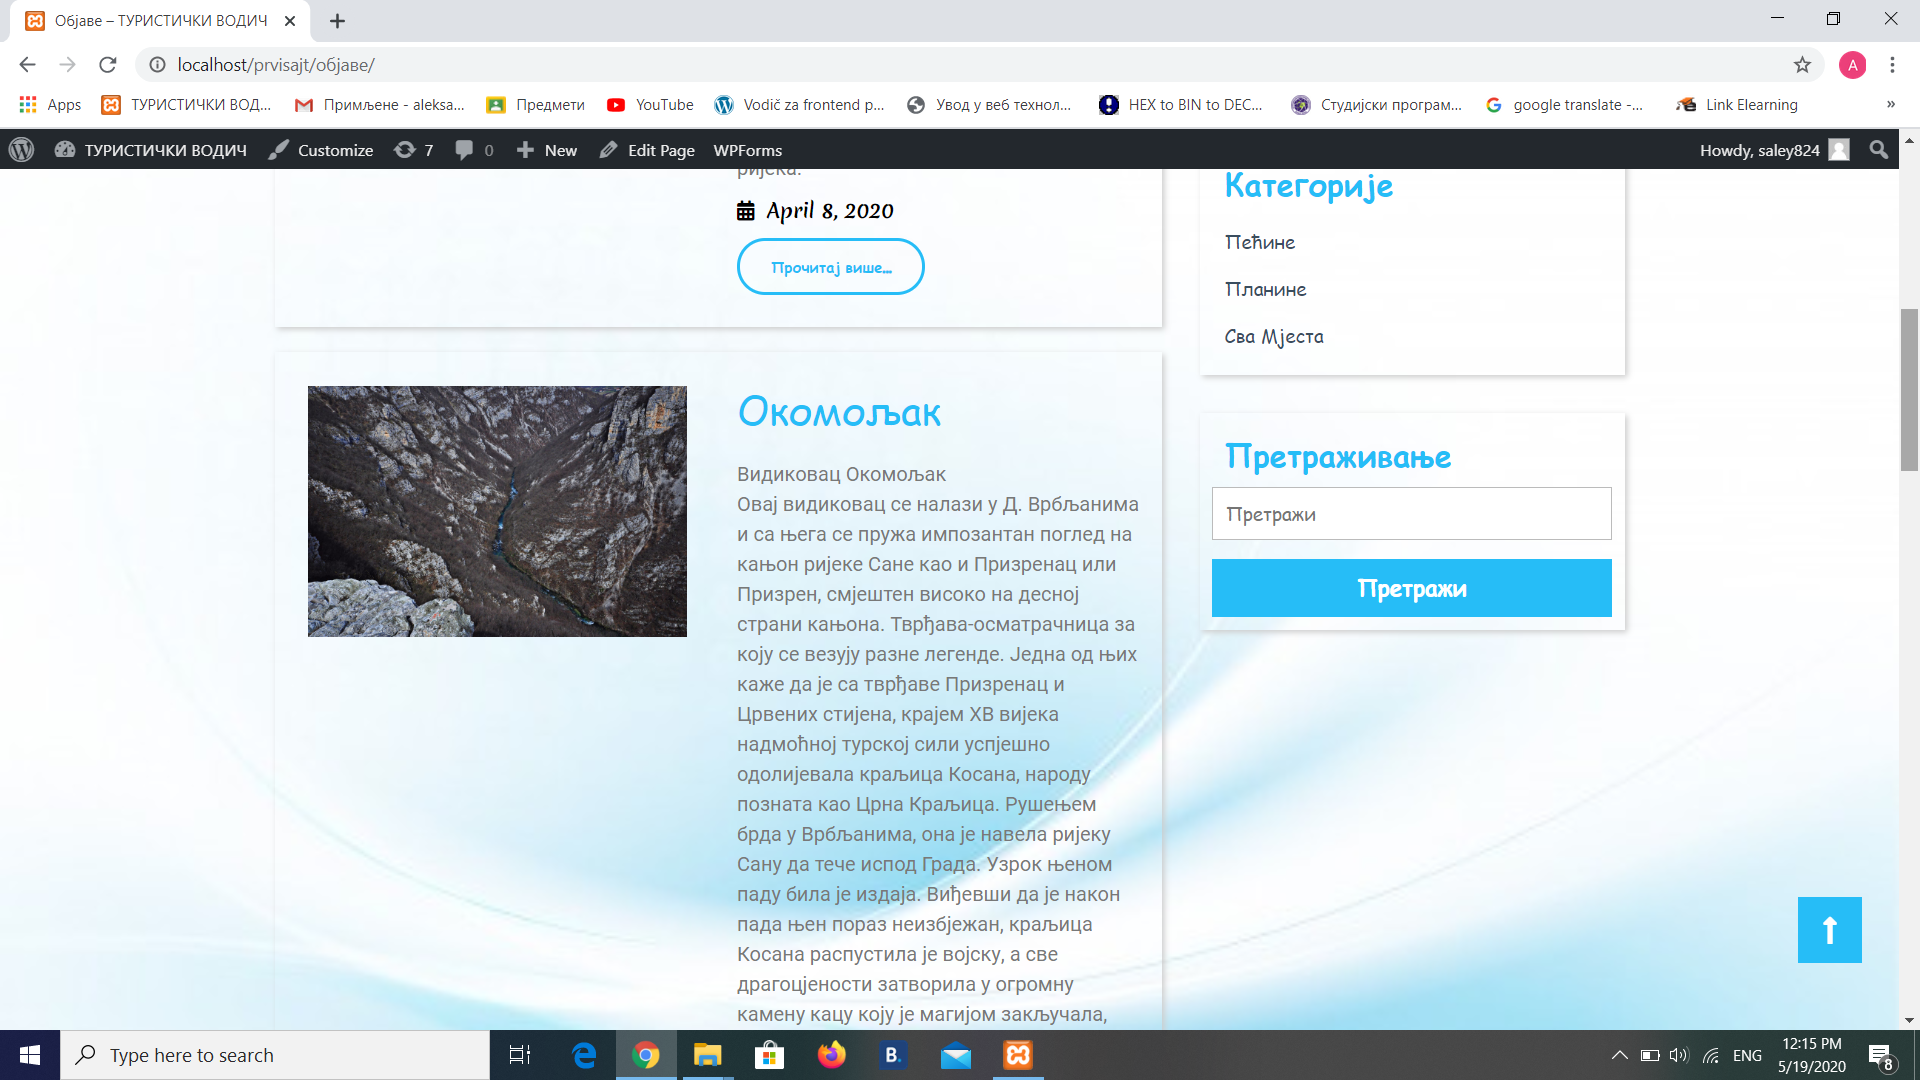 Објаве – ТУРИСТИЧКИ ВОДИЧ
localhost/prvisajt/објаве/
A
Apps
ТУРИСТИЧКИ ВОД...
Примљене - aleksa...
Предмети
YouTube
Vodič za frontend p...
Увод у веб технол...
HEX to BIN to DEC...
Студијски програм...
google translate -...
Link Elearning
»
ТУРИСТИЧКИ ВОДИЧ
Customize
7
0
New
Edit Page
WPForms
Howdy, saley824
ријека.
April 8, 2020
Прочитај више...
Окомољак
Видиковац Окомољак
Овај видиковац се налази у Д. Врбљанима
и са њега се пружа импозантан поглед на
кањон ријеке Сане као и Призренац или
Призрен, смјештен високо на десној
страни кањона. Тврђава-осматрачница за
коју се везују разне легенде. Једна од њих
каже да је са тврђаве Призренац и
Црвених стијена, крајем XВ вијека
надмоћној турској сили успјешно
одолијевала краљица Косана, народу
позната као Црна Краљица. Рушењем
брда у Врбљанима, она је навела ријеку
Сану да тече испод Града. Узрок њеном
паду била је издаја. Виђевши да је након
пада њен пораз неизбјежан, краљица
Косана распустила је војску, а све
драгоцјености затворила у огромну
камену кацу коју је магијом закључала,
Категорије
Пећине
Планине
Сва Мјеста
Претраживање
Претражи
Претражи
Type here to search
B.
ENG
12:15 PM
5/19/2020
8